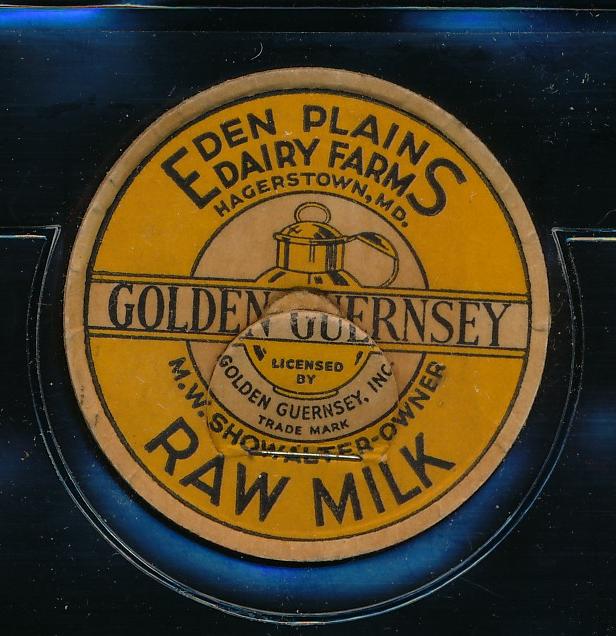 EDEN PLAINS
DAIRY FARMS
HAGERSTOWN, MD.
GOLDEN GUERNSEY
LICENSED
BY
GOLDEN GUERNSEY, INC.
TRADE MARK
M.W. SHOWALTER-OWNER
RAW MILK